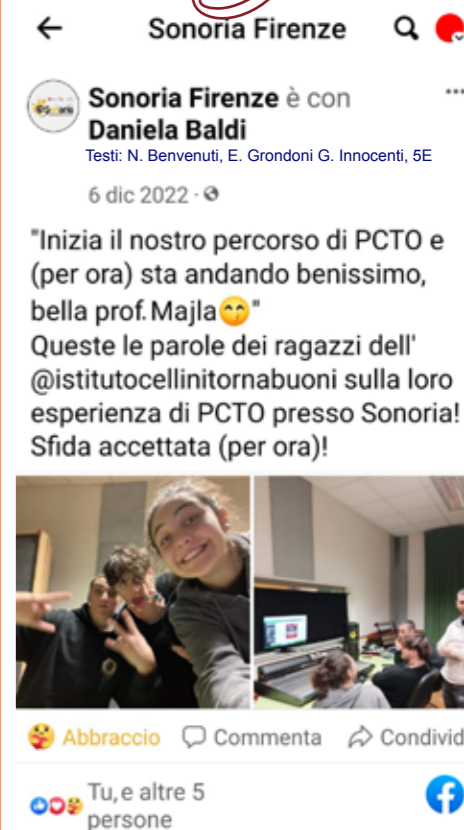 Sonoria Firenze
Sonoria Firenze è con
Daniela Baldi
Testi: N. Benvenuti, E. Grondoni G. Innocenti, 5E
6 dic 2022 ·
"Inizia il nostro percorso di PCTO e
(per ora) sta andando benissimo,
bella prof. Majla😙"
Queste le parole dei ragazzi dell'
@istitutocellinitornabuoni sulla loro
esperienza di PCTO presso Sonoria!
Sfida accettata (per ora)!
Abbraccio Commenta Condivid
Tu, e altre 5
persone